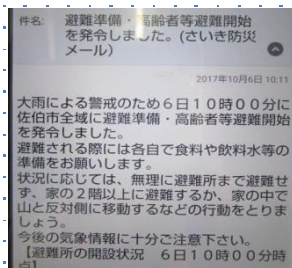 件名: 避難準備・高齢者等避難開始
を発令しました。(さいき防災
メール)
2017年10月6日 10:11
大雨による警戒のため6日10時00分に
佐伯市全域に避難準備・高齢者等避難開始
を発令しました。
避難される際には各自で食料や飲料水等の
準備をお願いします。
状況に応じては、無理に避難所まで避難せ
ず、家の2階以上に避難するか、家の中で
山と反対側に移動するなどの行動をとりま
しょう。
今後の気象情報に十分ご注意下さい。
【避難所の開設状況 6日10時00分時
点】